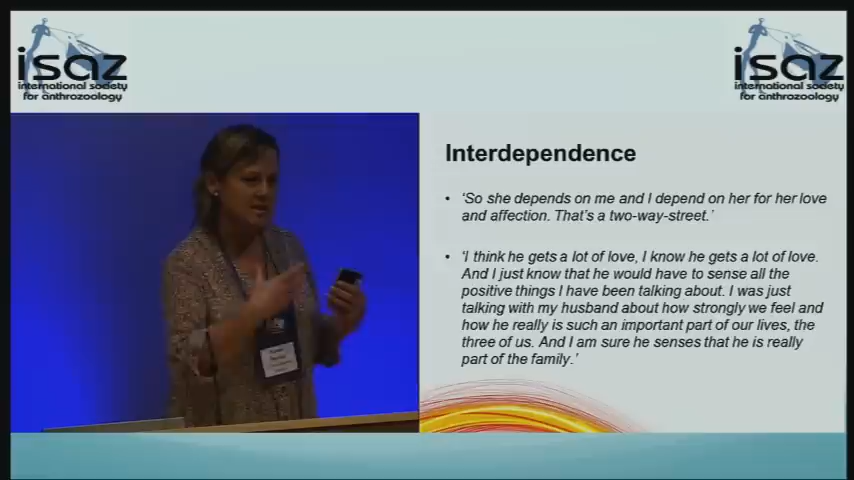 isaz
international society
for anthrozoology
isaz
international society
for anthrozoology
Interdependence
• ‘So she depends on me and I depend on her for her love
and affection. That’s a two-way-street.’
• ‘I think he gets a lot of love, I know he gets a lot of love.
And I just know that he would have to sense all the
positive things I have been talking about. I was just
talking with my husband about how strongly we feel and
how he really is such an important part of our lives, the
three of us. And I am sure he senses that he is really
part of the family.’